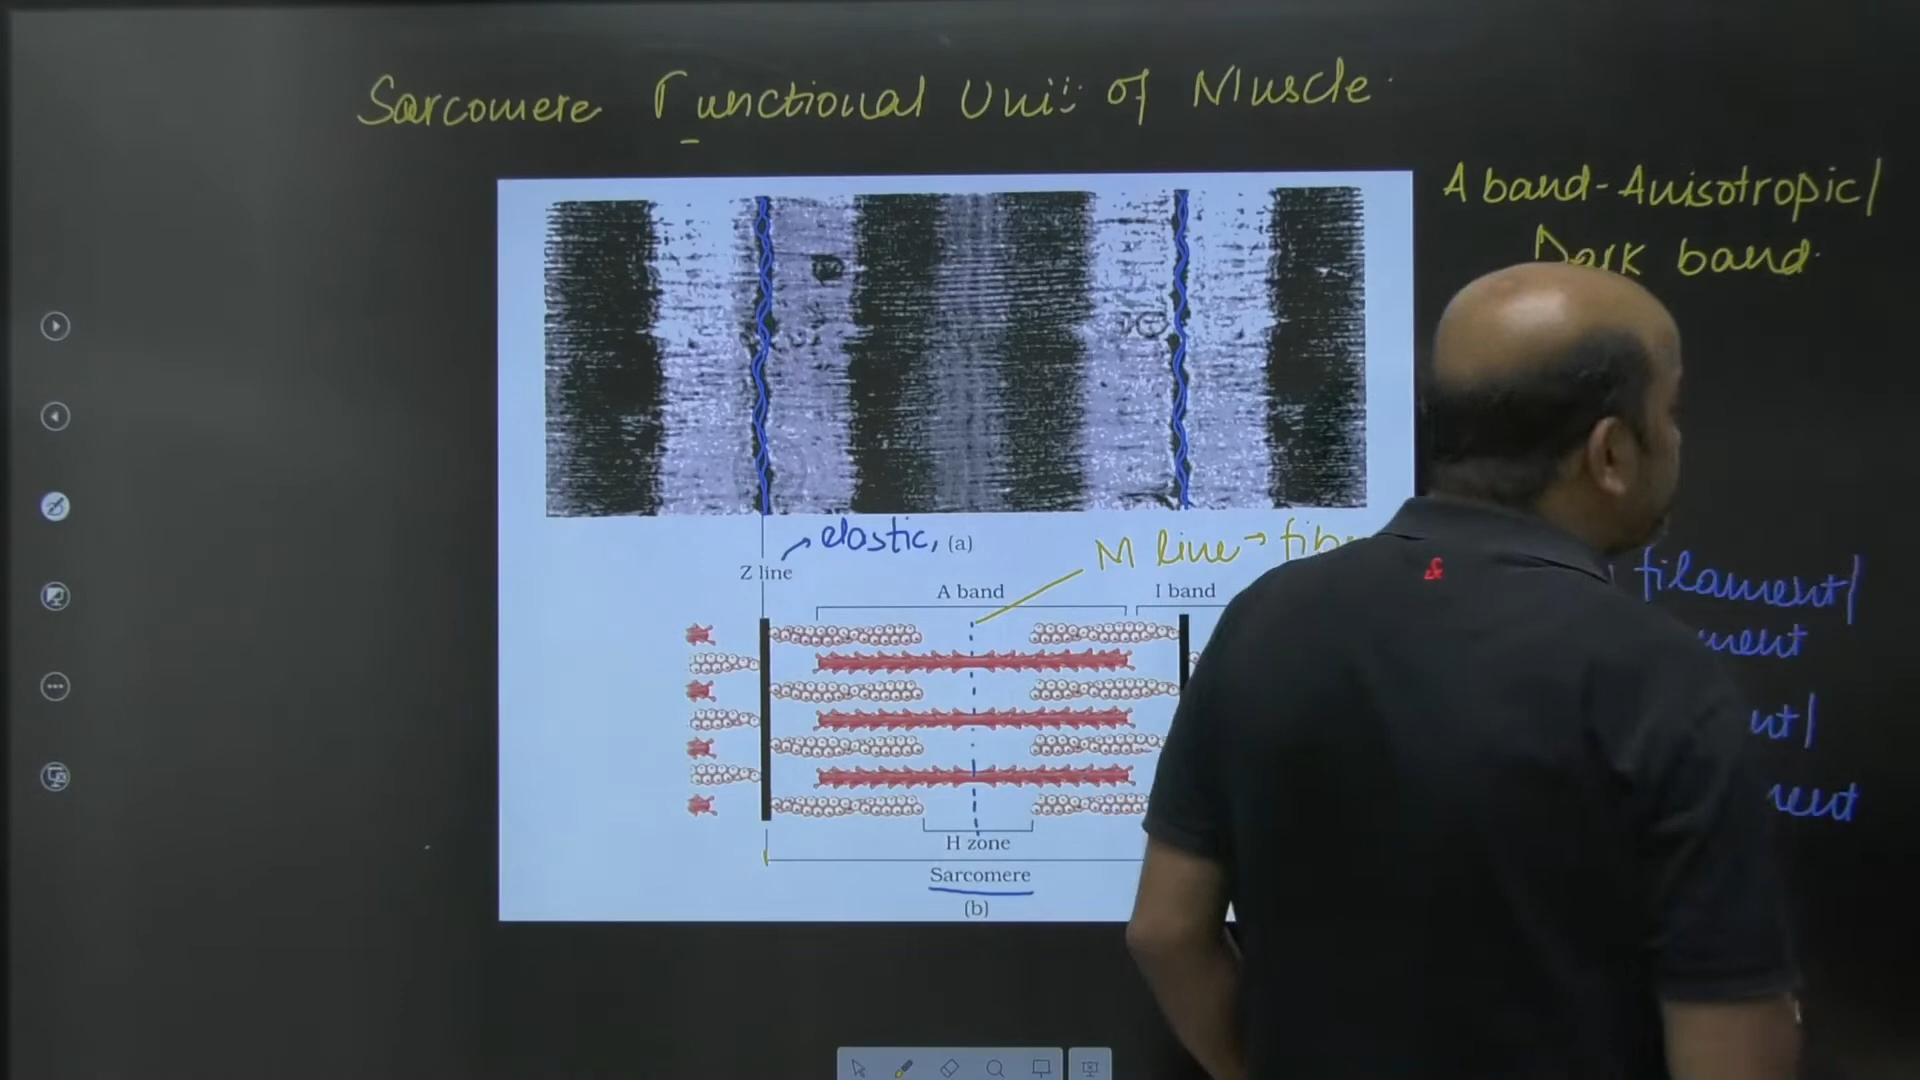 Sarcomere Functional Unit of Muscle
A band - Anisotropic/
Dark band
elastic, (a)
M line →
Z line
A band
I band
filament/
H zone
Sarcomere
(b)